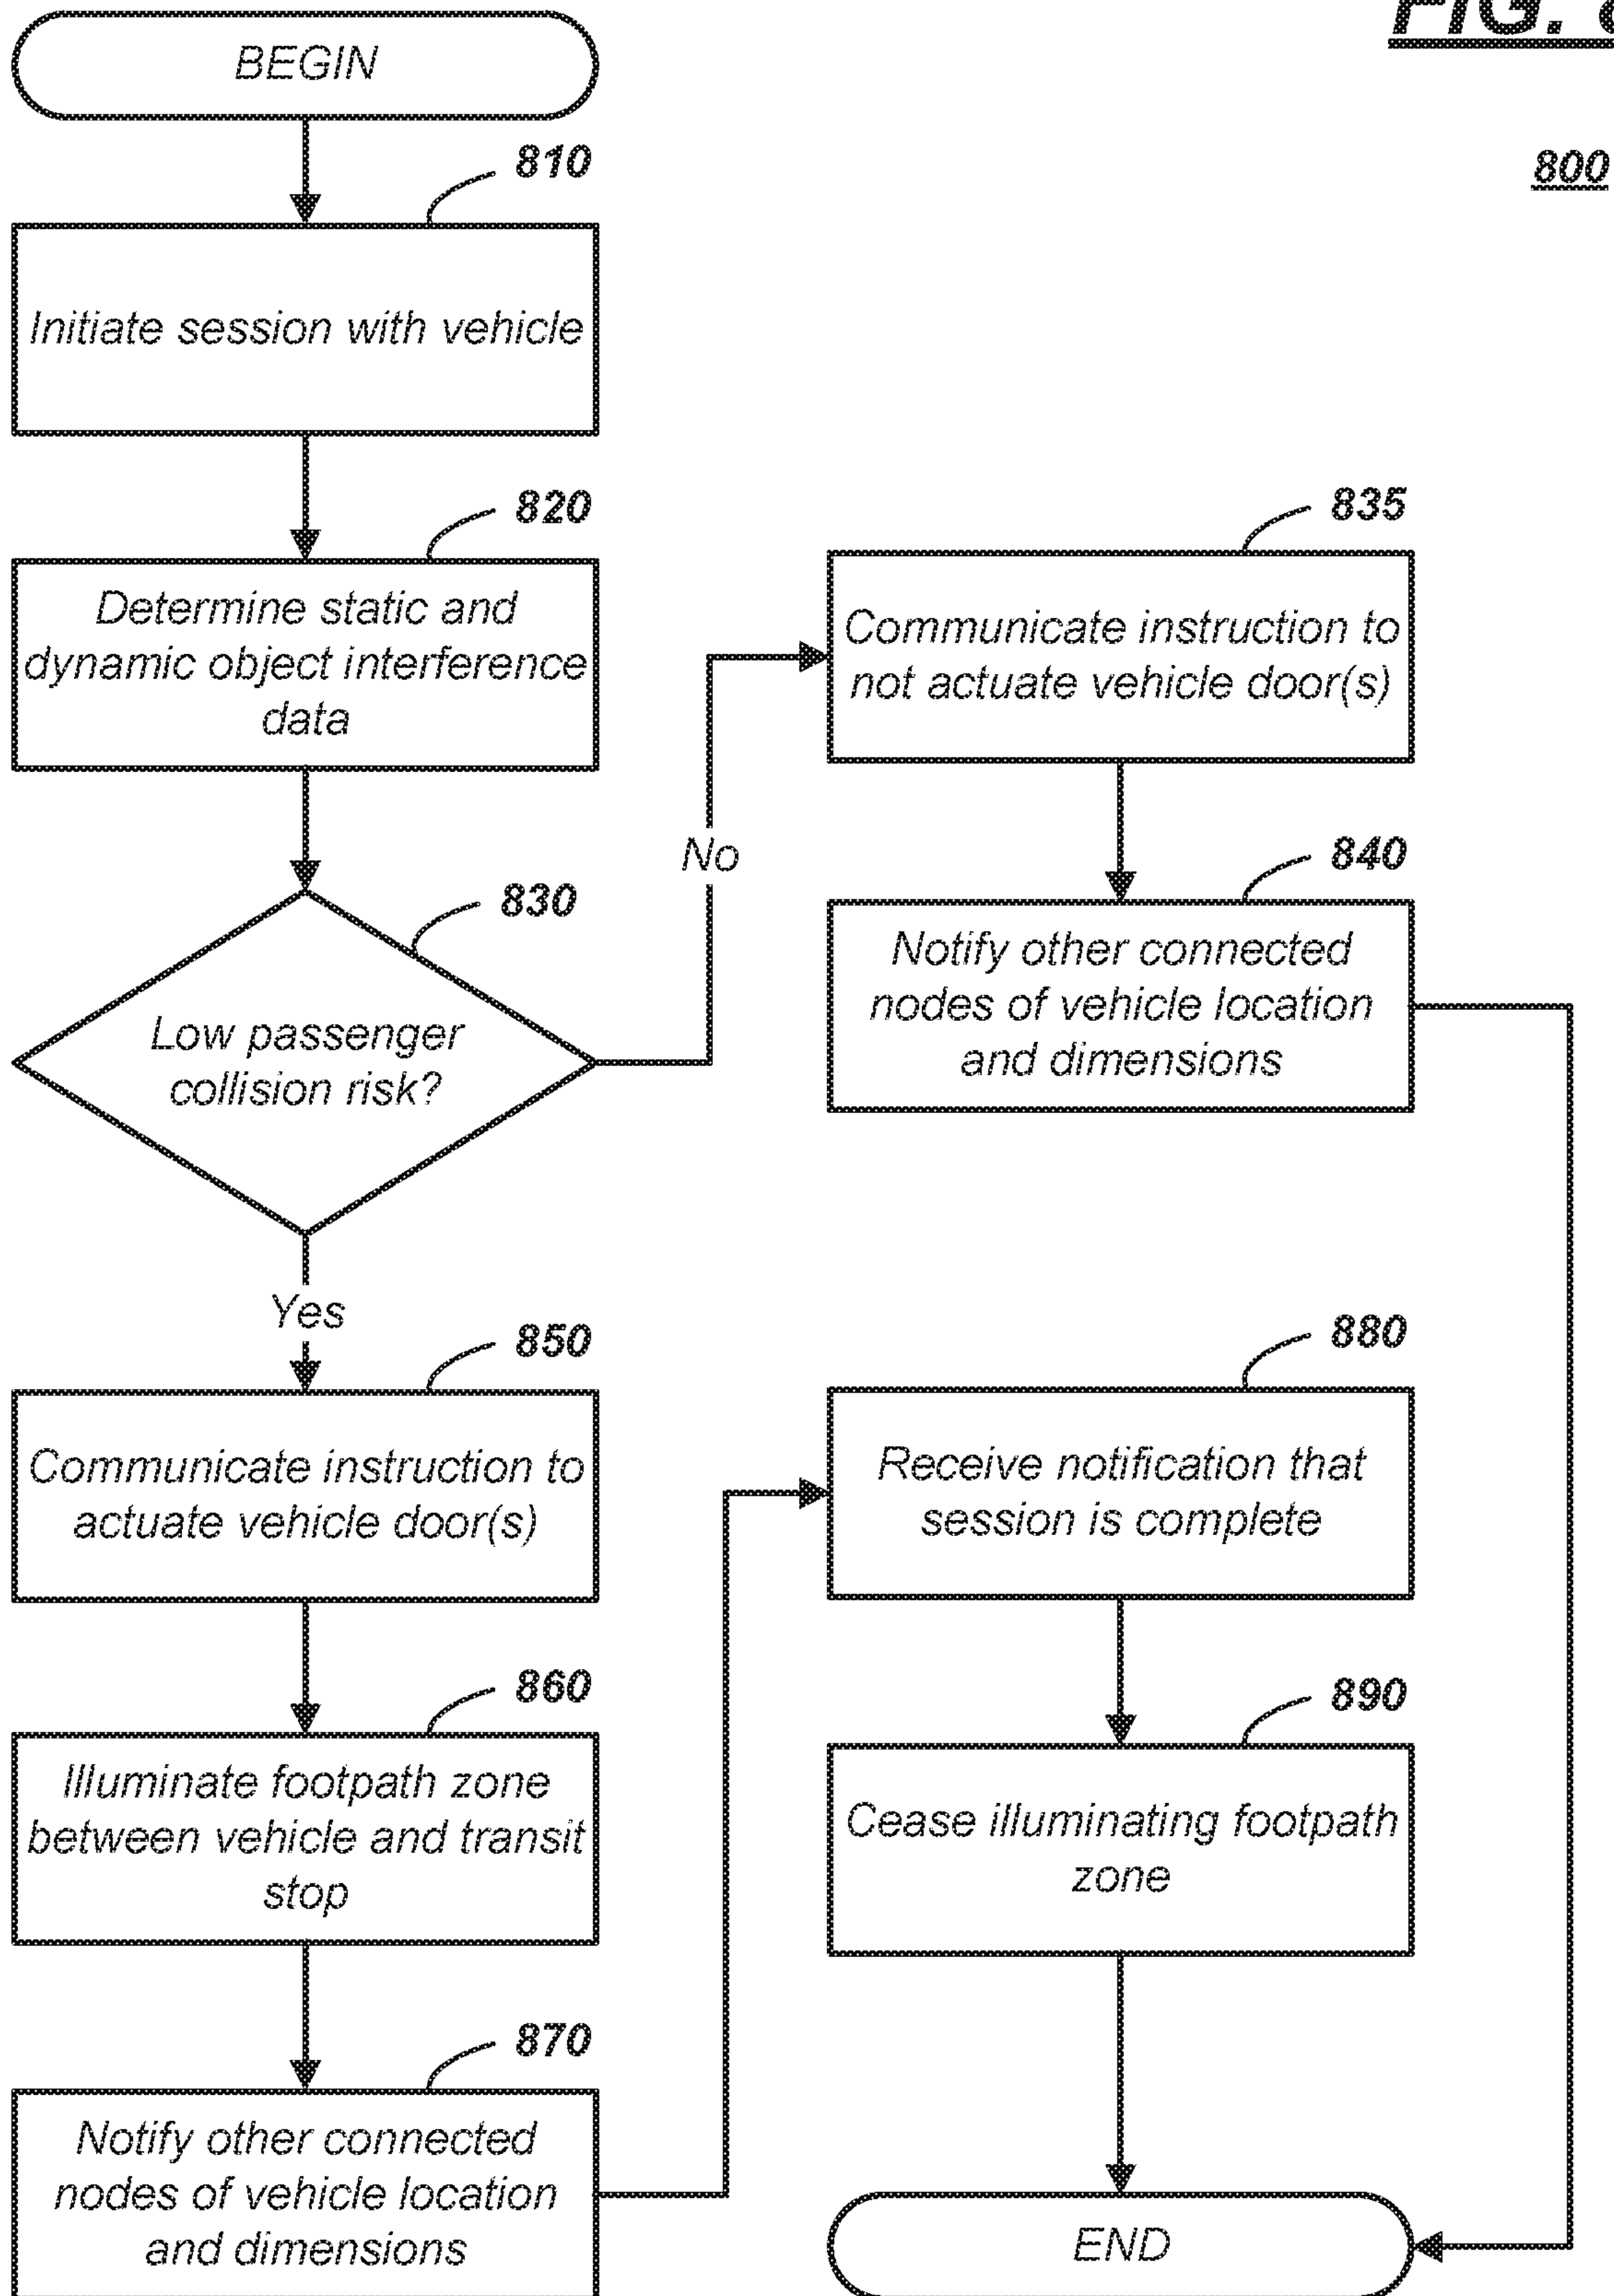 FIG. 8
800
BEGIN
810
Initiate session with vehicle
820
Determine static and
dynamic object interference
data
830
Low passenger
collision risk?
No
835
Communicate instruction to
not actuate vehicle door(s)
840
Notify other connected
nodes of vehicle location
and dimensions
Yes
850
Communicate instruction to
actuate vehicle door(s)
860
Illuminate footpath zone
between vehicle and transit
stop
870
Notify other connected
nodes of vehicle location
and dimensions
880
Receive notification that
session is complete
890
Cease illuminating footpath
zone
END